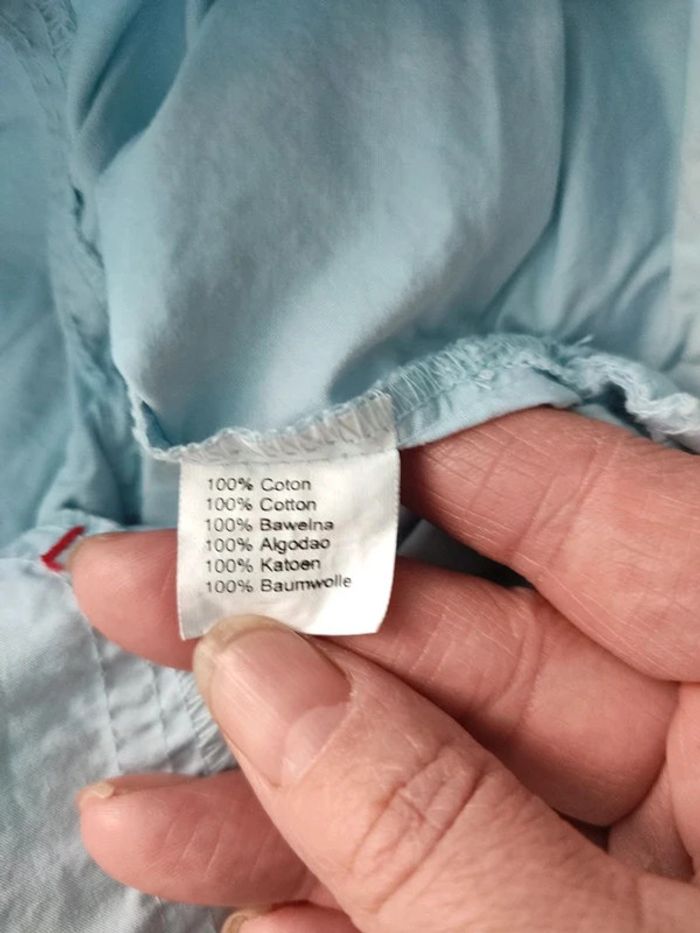 100% Coton
100% Cotton
100% Bawelna
100% Algodao
100% Katoen
100% Baumwolle